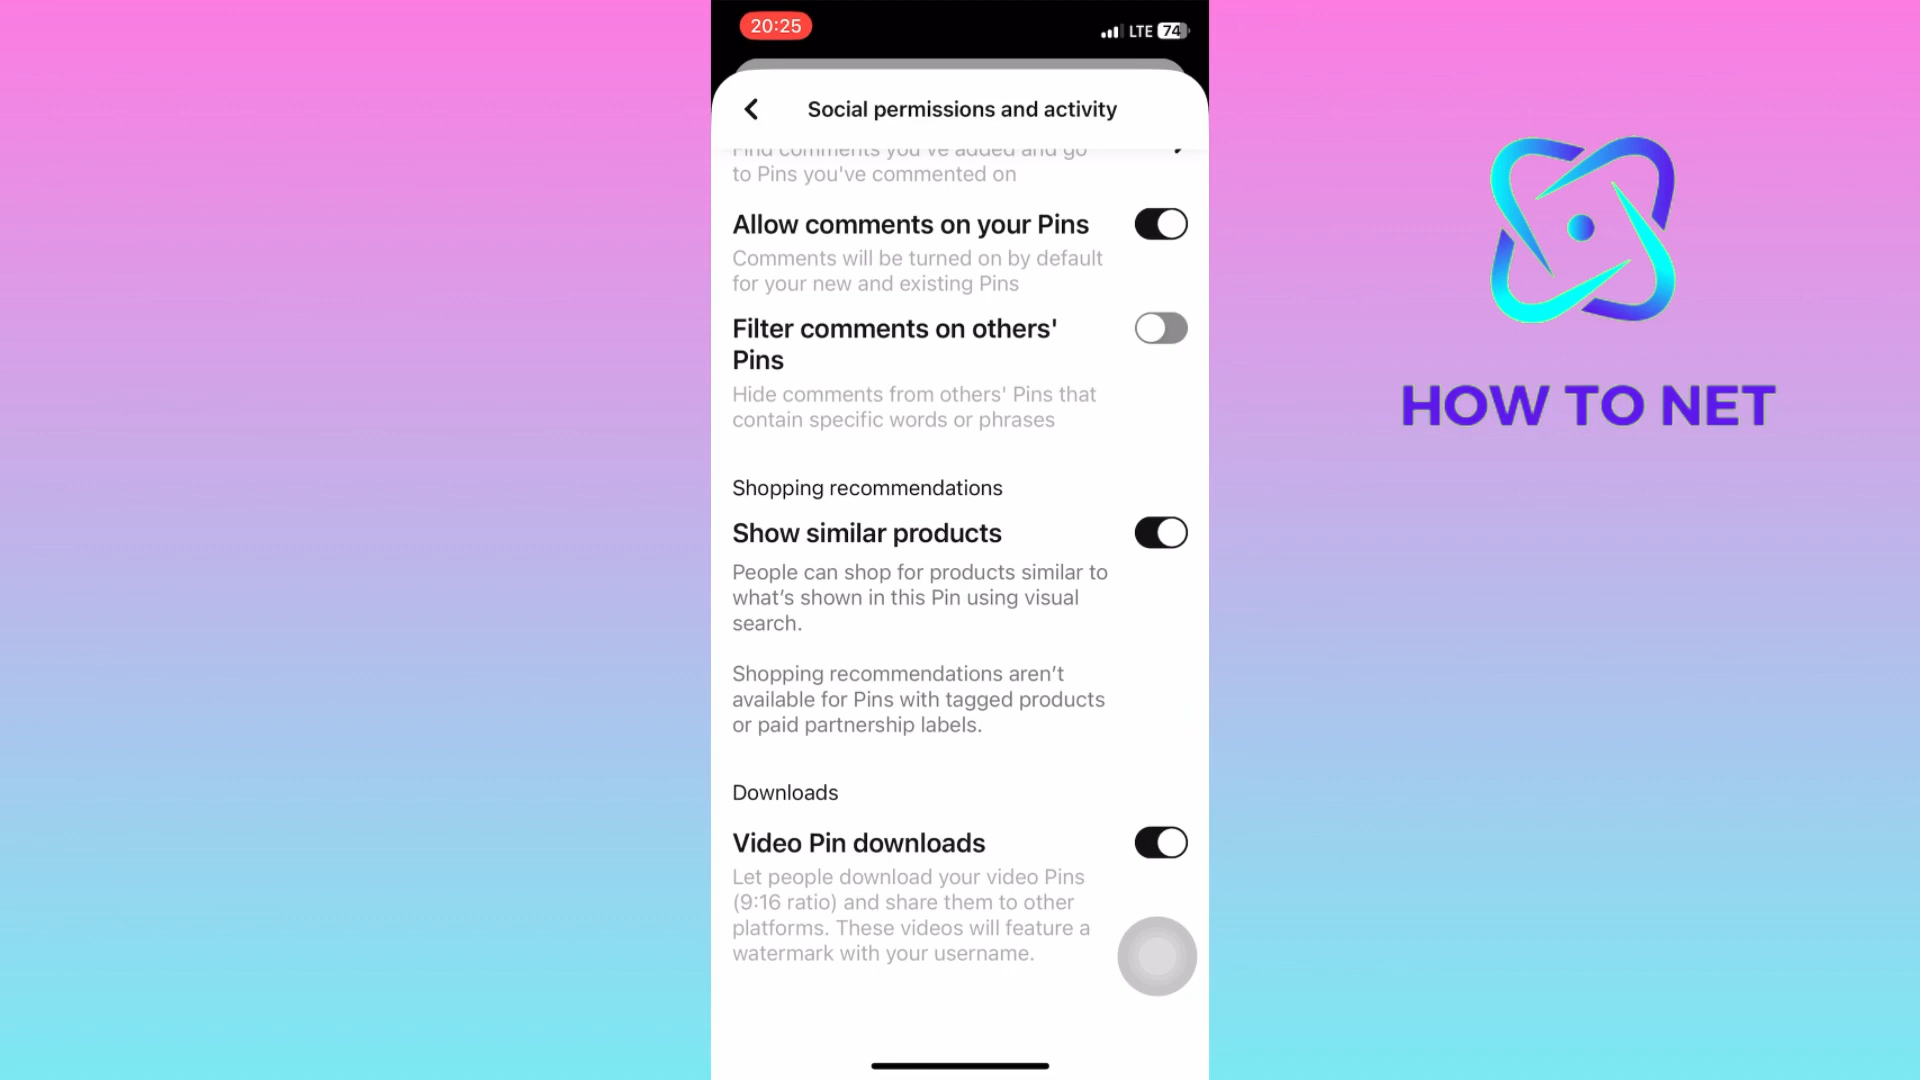 20:25
LTE 74
Social permissions and activity
Find comments you've added and go
to Pins you've commented on
Allow comments on your Pins
Comments will be turned on by default
for your new and existing Pins
Filter comments on others'
Pins
Hide comments from others' Pins that
contain specific words or phrases
Shopping recommendations
Show similar products
People can shop for products similar to
what’s shown in this Pin using visual
search.
Shopping recommendations aren’t
available for Pins with tagged products
or paid partnership labels.
Downloads
Video Pin downloads
Let people download your video Pins
(9:16 ratio) and share them to other
platforms. These videos will feature a
watermark with your username.
HOW TO NET